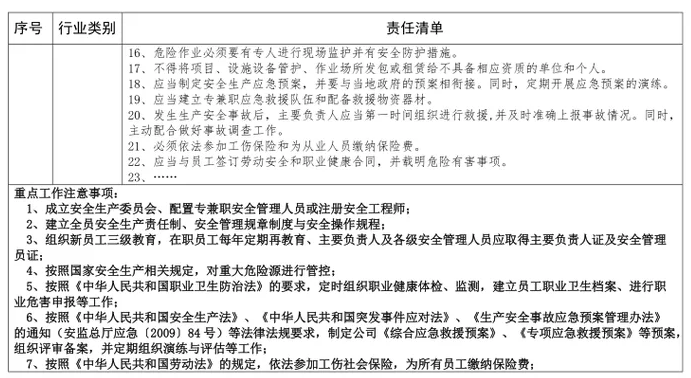 序号 行业类别 责任清单
16、危险作业必须要有专人进行现场监护并有安全防护措施。
17、不得将项目、设施设备管护、作业场所发包或租赁给不具备相应资质的单位和个人。
18、应当制定安全生产应急预案，并要与当地政府的预案相衔接。同时，定期开展应急预案的演练。
19、应当建立专兼职应急救援队伍和配备救援物资器材。
20、发生生产安全事故后，主要负责人应当第一时间组织进行救援,并及时准确上报事故情况。同时，
主动配合做好事故调查工作。
21、必须依法参加工伤保险和为从业人员缴纳保险费。
22、应当与员工签订劳动安全和职业健康合同，并载明危险有害事项。
23、……
重点工作注意事项：
1、成立安全生产委员会、配置专兼职安全管理人员或注册安全工程师；
2、建立全员安全生产责任制、安全管理规章制度与安全操作规程；
3、组织新员工三级教育，在职员工每年定期再教育、主要负责人及各级安全管理人员应取得主要负责人证及安全管理
员证；
4、按照国家安全生产相关规定，对重大危险源进行管控；
5、按照《中华人民共和国职业卫生防治法》的要求，定时组织职业健康体检、监测，建立员工职业卫生档案、进行职
业危害申报等工作；
6、按照《中华人民共和国安全生产法》、《中华人民共和国突发事件应对法》、《生产安全事故应急预案管理办法》
的通知（安监总厅应急〔2009〕84 号）等法律法规要求，制定公司《综合应急救援预案》、《专项应急救援预案》等预案，
组织评审备案，并定期组织演练与评估等工作；
7、按照《中华人民共和国劳动法》的规定，依法参加工伤社会保险，为所有员工缴纳保险费；